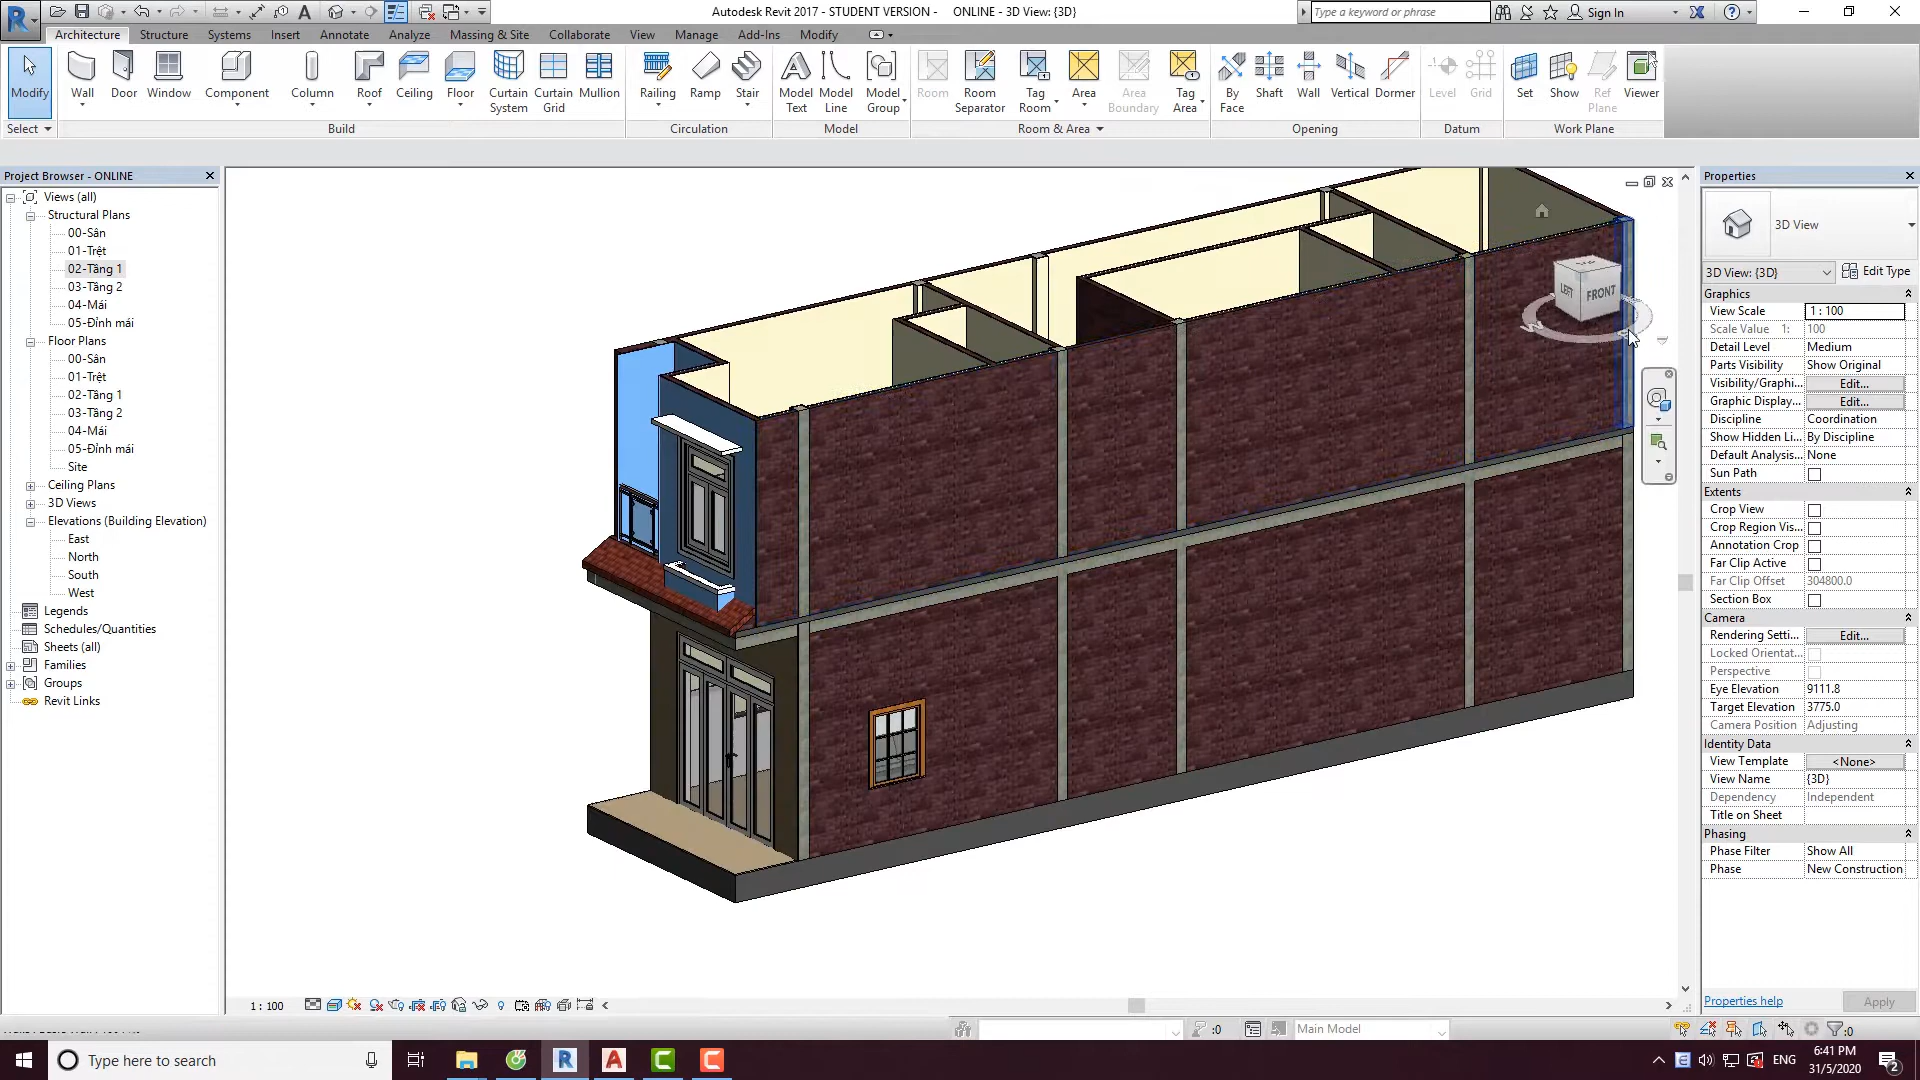 Autodesk Revit 2017 - STUDENT VERSION - ONLINE - 3D View: {3D}
Type a keyword or phrase
Sign In
Architecture Structure Systems Insert Annotate Analyze Massing & Site Collaborate View Manage Add-Ins Modify
Modify Wall Door Window Component Column Roof Ceiling Floor Curtain System Curtain Grid Mullion Railing Ramp Stair Model Text Model Line Model Group Room Room Separator Tag Room Area Area Boundary Tag Area By Face Shaft Wall Vertical Dormer Level Grid Set Show Ref Plane Viewer
Select Build Circulation Model Room & Area Opening Datum Work Plane
Project Browser - ONLINE
Views (all)
Structural Plans
00-Sân
01-Trệt
02-Tầng 1
03-Tầng 2
04-Mái
05-Đỉnh mái
Floor Plans
00-Sân
01-Trệt
02-Tầng 1
03-Tầng 2
04-Mái
05-Đỉnh mái
Site
Ceiling Plans
3D Views
Elevations (Building Elevation)
East
North
South
West
Legends
Schedules/Quantities
Sheets (all)
Families
Groups
Revit Links
LEFT FRONT
W
Properties
3D View
3D View: {3D} Edit Type
Graphics
View Scale 1 : 100
Scale Value 1: 100
Detail Level Medium
Parts Visibility Show Original
Visibility/Graphi... Edit...
Graphic Display... Edit...
Discipline Coordination
Show Hidden Li... By Discipline
Default Analysis... None
Sun Path
Extents
Crop View
Crop Region Vis...
Annotation Crop
Far Clip Active
Far Clip Offset 304800.0
Section Box
Camera
Rendering Setti... Edit...
Locked Orientat...
Perspective
Eye Elevation 9111.8
Target Elevation 3775.0
Camera Position Adjusting
Identity Data
View Template <None>
View Name {3D}
Dependency Independent
Title on Sheet
Phasing
Phase Filter Show All
Phase New Construction
Properties help Apply
1 : 100
:0 Main Model :0
Type here to search
ENG
6:41 PM
31/5/2020
2